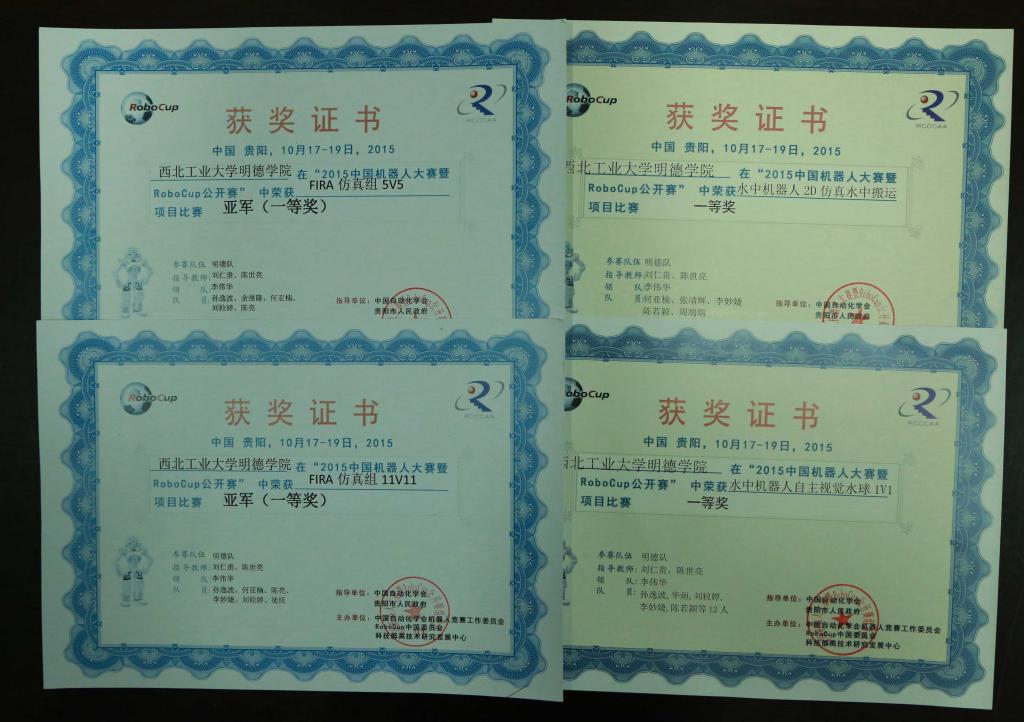 RoboCup
RCCCAA
获奖证书
中国 贵阳，10月17-19日，2015
西北工业大学明德学院 在“2015中国机器人大赛暨
RoboCup公开赛” 中荣获 FIRA 仿真组 5V5
项目比赛 亚军（一等奖）
参赛队伍 明德队
指导教师:刘仁贵、陈世亮
领 队:李伟华
队 员:孙逸波、余继隆、何亚楠、
刘粒婷、陈亮
指导单位：中国自动化学会
贵阳市人民政府
RoboCup
RCCCAA
获奖证书
中国 贵阳，10月17-19日，2015
北工业大学明德学院 在“2015中国机器人大赛暨
RoboCup公开赛” 中荣获水中机器人 2D 仿真水中搬运
项目比赛 一等奖
参赛队伍 明德队
指导教师:刘仁贵、陈世亮
领 队:李伟华
队 员:何亚楠、张靖辉、李妙婕
陈若颖、周瑞瑞
指导单位：中国自动化学会
贵阳市人民政府
RoboCup
RCCCAA
获奖证书
中国 贵阳，10月17-19日，2015
西北工业大学明德学院 在“2015中国机器人大赛暨
RoboCup公开赛” 中荣获 FIRA 仿真组 11V11
项目比赛 亚军（一等奖）
参赛队伍 明德队
指导教师:刘仁贵、陈世亮
领 队:李伟华
队 员:孙逸波、何亚楠、陈亮、
李妙婕、刘粒婷、
指导单位：中国自动化学会
贵阳市人民政府
主办单位：中国自动化学会机器人竞赛工作委员会
RoboCup中国委员会
科技部高技术研究发展中心
RoboCup
RCCCAA
获奖证书
中国 贵阳，10月17-19日，2015
北工业大学明德学院 在“2015中国机器人大赛暨
RoboCup公开赛” 中荣获水中机器人自主视觉水球 1V1
项目比赛 一等奖
参赛队伍 明德队
指导教师:刘仁贵、陈世亮
领 队:李伟华
队 员:孙逸波,华烜,刘粒婷,
李妙婕,陈若颖等12人
指导单位：中国自动化学会
贵阳市人民政府
主办单位：中国自动化学会机器人竞赛工作委员会
RoboCup中国委员会
科技部高技术研究发展中心